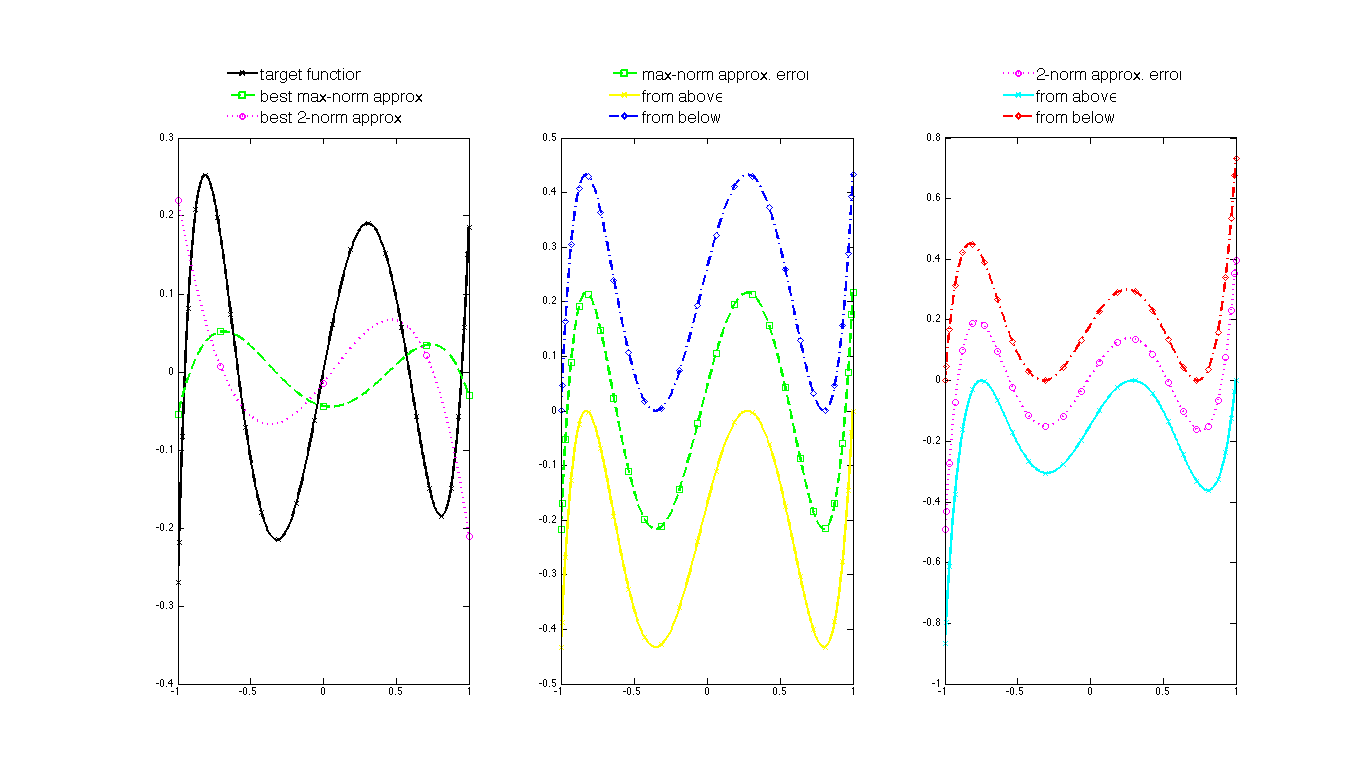 target function
best max-norm approx
best 2-norm approx
max-norm approx. error
from above
from below
2-norm approx. error
from above
from below
0.3
0.2
0.1
0
-0.1
-0.2
-0.3
-0.4
-1 -0.5 0 0.5 1
0.5
0.4
0.3
0.2
0.1
0
-0.1
-0.2
-0.3
-0.4
-0.5
-1 -0.5 0 0.5 1
0.8
0.6
0.4
0.2
0
-0.2
-0.4
-0.6
-0.8
-1
-1 -0.5 0 0.5 1